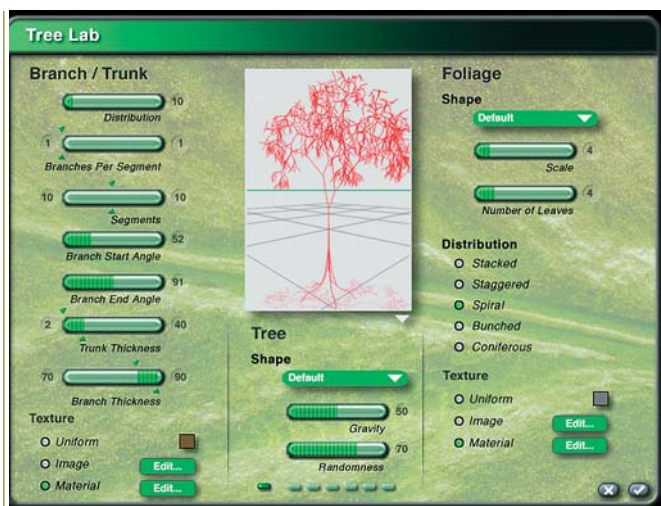 Tree Lab
Branch / Trunk
10
Distribution
1 1
Branches Per Segment
10 10
Segments
52
Branch Start Angle
91
Branch End Angle
2 40
Trunk Thickness
70 90
Branch Thickness
Texture
Uniform
Image Edit...
Material Edit...
Tree
Shape
Default
50
Gravity
70
Randomness
Foliage
Shape
Default
4
Scale
4
Number of Leaves
Distribution
Stacked
Staggered
Spiral
Bunched
Coniferous
Texture
Uniform
Image Edit...
Material Edit...